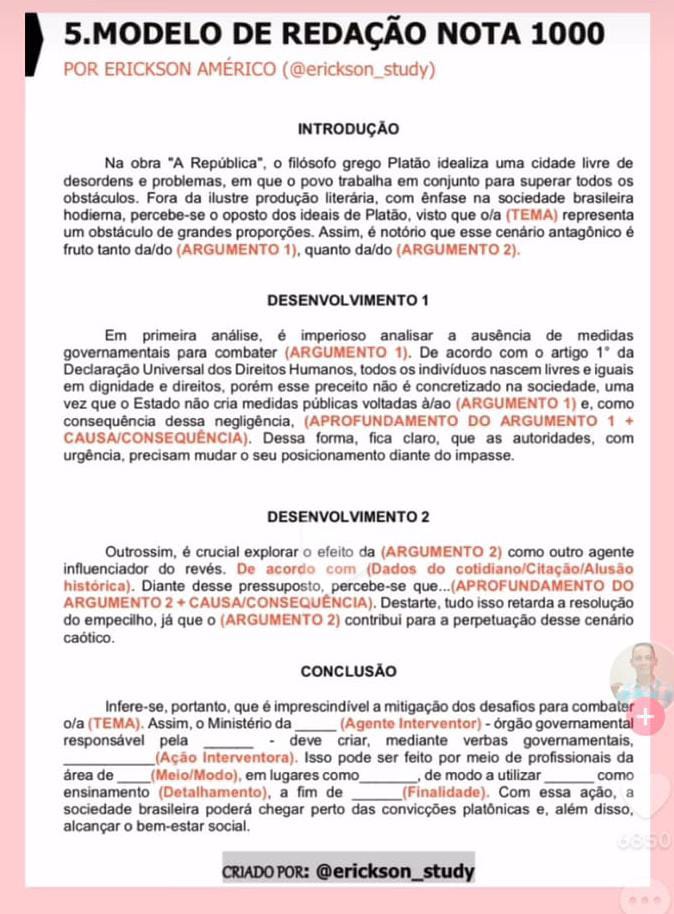 5.MODELO DE REDAÇÃO NOTA 1000
POR ERICKSON AMÉRICO (@erickson_study)
INTRODUÇÃO
Na obra "A República", o filósofo grego Platão idealiza uma cidade livre de
desordens e problemas, em que o povo trabalha em conjunto para superar todos os
obstáculos. Fora da ilustre produção literária, com ênfase na sociedade brasileira
hodierna, percebe-se o oposto dos ideais de Platão, visto que o/a (TEMA) representa
um obstáculo de grandes proporções. Assim, é notório que esse cenário antagônico é
fruto tanto da/do (ARGUMENTO 1), quanto da/do (ARGUMENTO 2).
DESENVOLVIMENTO 1
Em primeira análise, é imperioso analisar a ausência de medidas
governamentais para combater (ARGUMENTO 1). De acordo com o artigo 1° da
Declaração Universal dos Direitos Humanos, todos os indivíduos nascem livres e iguais
em dignidade e direitos, porém esse preceito não é concretizado na sociedade, uma
vez que o Estado não cria medidas públicas voltadas à/ao (ARGUMENTO 1) e, como
consequência dessa negligência, (APROFUNDAMENTO DO ARGUMENTO 1 +
CAUSA/CONSEQUÊNCIA). Dessa forma, fica claro, que as autoridades, com
urgência, precisam mudar o seu posicionamento diante do impasse.
DESENVOLVIMENTO 2
Outrossim, é crucial explorar o efeito da (ARGUMENTO 2) como outro agente
influenciador do revés. De acordo com (Dados do cotidiano/Citação/Alusão
histórica). Diante desse pressuposto, percebe-se que...(APROFUNDAMENTO DO
ARGUMENTO 2 + CAUSA/CONSEQUÊNCIA). Destarte, tudo isso retarda a resolução
do empecilho, já que o (ARGUMENTO 2) contribui para a perpetuação desse cenário
caótico.
CONCLUSÃO
Infere-se, portanto, que é imprescindível a mitigação dos desafios para combater
o/a (TEMA). Assim, o Ministério da _____ (Agente Interventor) - órgão governamental
responsável pela ______ - deve criar, mediante verbas governamentais,
___________(Ação Interventora). Isso pode ser feito por meio de profissionais da
área de ____(Meio/Modo), em lugares como_______, de modo a utilizar ______ como
ensinamento (Detalhamento), a fim de ______(Finalidade). Com essa ação, a
sociedade brasileira poderá chegar perto das convicções platônicas e, além disso,
alcançar o bem-estar social.
6850
CRIADO POR: @erickson_study